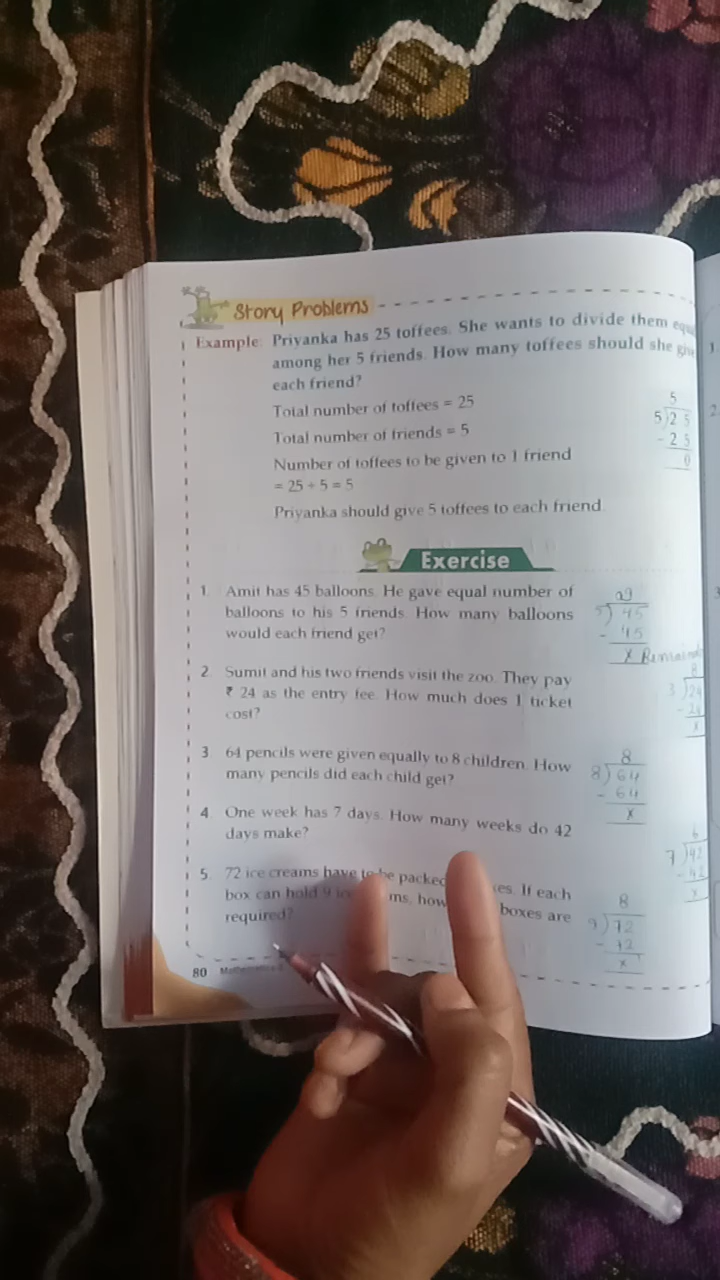 Story Problems
Example: Priyanka has 25 toffees. She wants to divide them
among her 5 friends. How many toffees should she give
each friend?
Total number of toffees = 25
Total number of friends = 5
Number of toffees to be given to 1 friend
= 25 ÷ 5 = 5
Priyanka should give 5 toffees to each friend
5
5)25
- 25
0
Exercise
1. Amit has 45 balloons. He gave equal number of
balloons to his 5 friends. How many balloons
would each friend get?
09
5)45
- 45
x
2. Sumit and his two friends visit the zoo. They pay
₹ 24 as the entry fee. How much does 1 ticket
cost?
8
3)24
- 24
x
3. 64 pencils were given equally to 8 children. How
many pencils did each child get?
8
8)64
- 64
x
4. One week has 7 days. How many weeks do 42
days make?
6
7)42
- 42
x
5. 72 ice creams have to be packed If each
box can hold 9 boxes are
required?
8
9)72
- 72
x
80